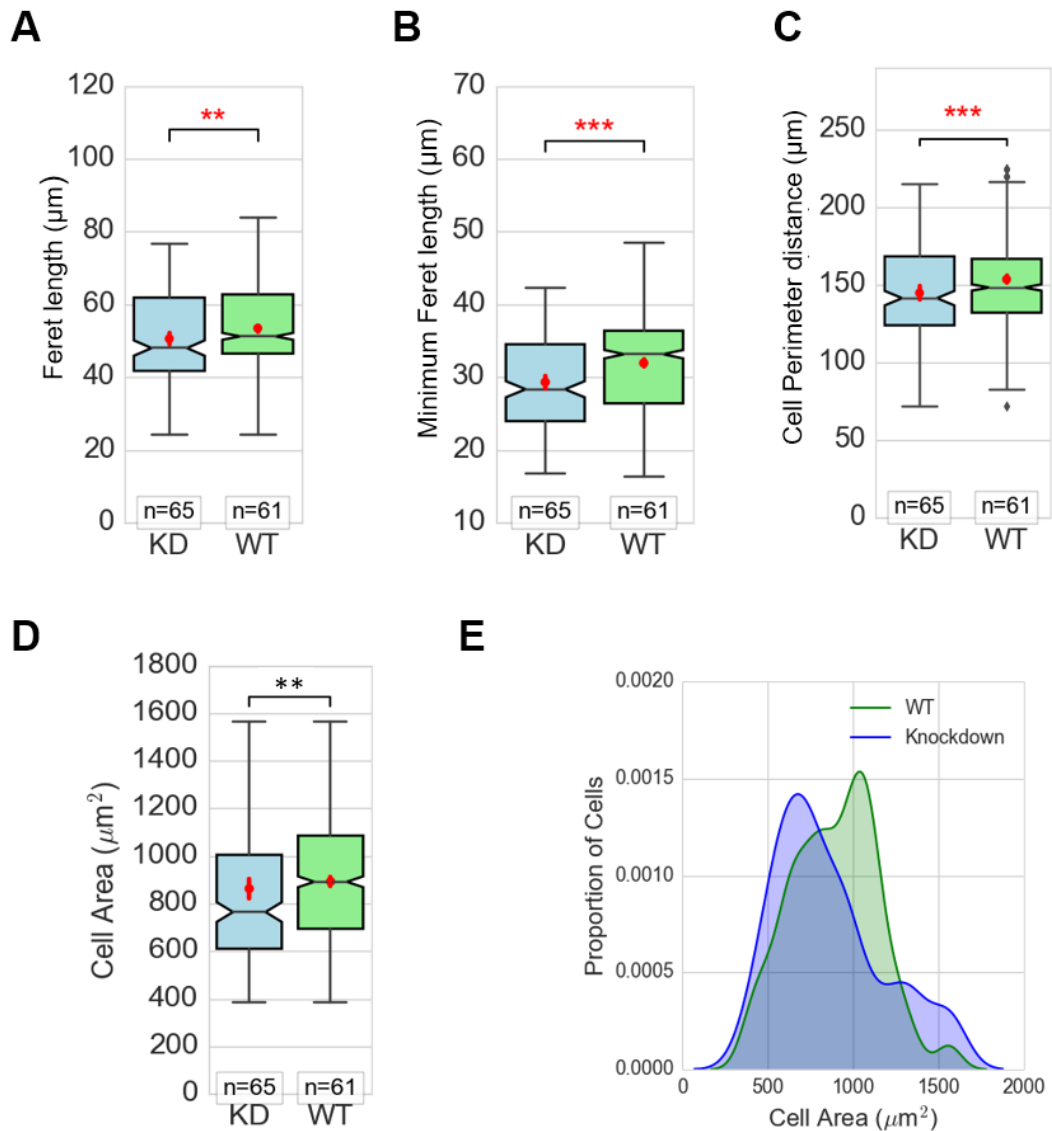 A
Feret length (µm)
120
100
80
60
40
20
0
**
n=65
n=61
KD
WT
B
Minimum Feret length (µm)
70
60
50
40
30
20
10
***
n=65
n=61
KD
WT
C
Cell Perimeter distance (µm)
250
200
150
100
50
0
***
n=65
n=61
KD
WT
D
Cell Area (µm²)
1800
1600
1400
1200
1000
800
600
400
200
0
**
n=65
n=61
KD
WT
E
Proportion of Cells
0.0020
0.0015
0.0010
0.0005
0.0000
WT
Knockdown
0
500
1000
1500
2000
Cell Area (µm²)